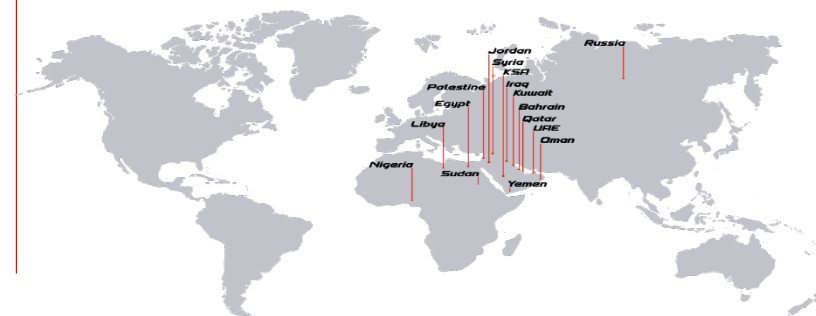 Russia
Jordan
Syria
KSA
Iraq
Palestine
Kuwait
Egypt
Bahrain
Qatar
Libya
UAE
Oman
Nigeria
Sudan
Yemen